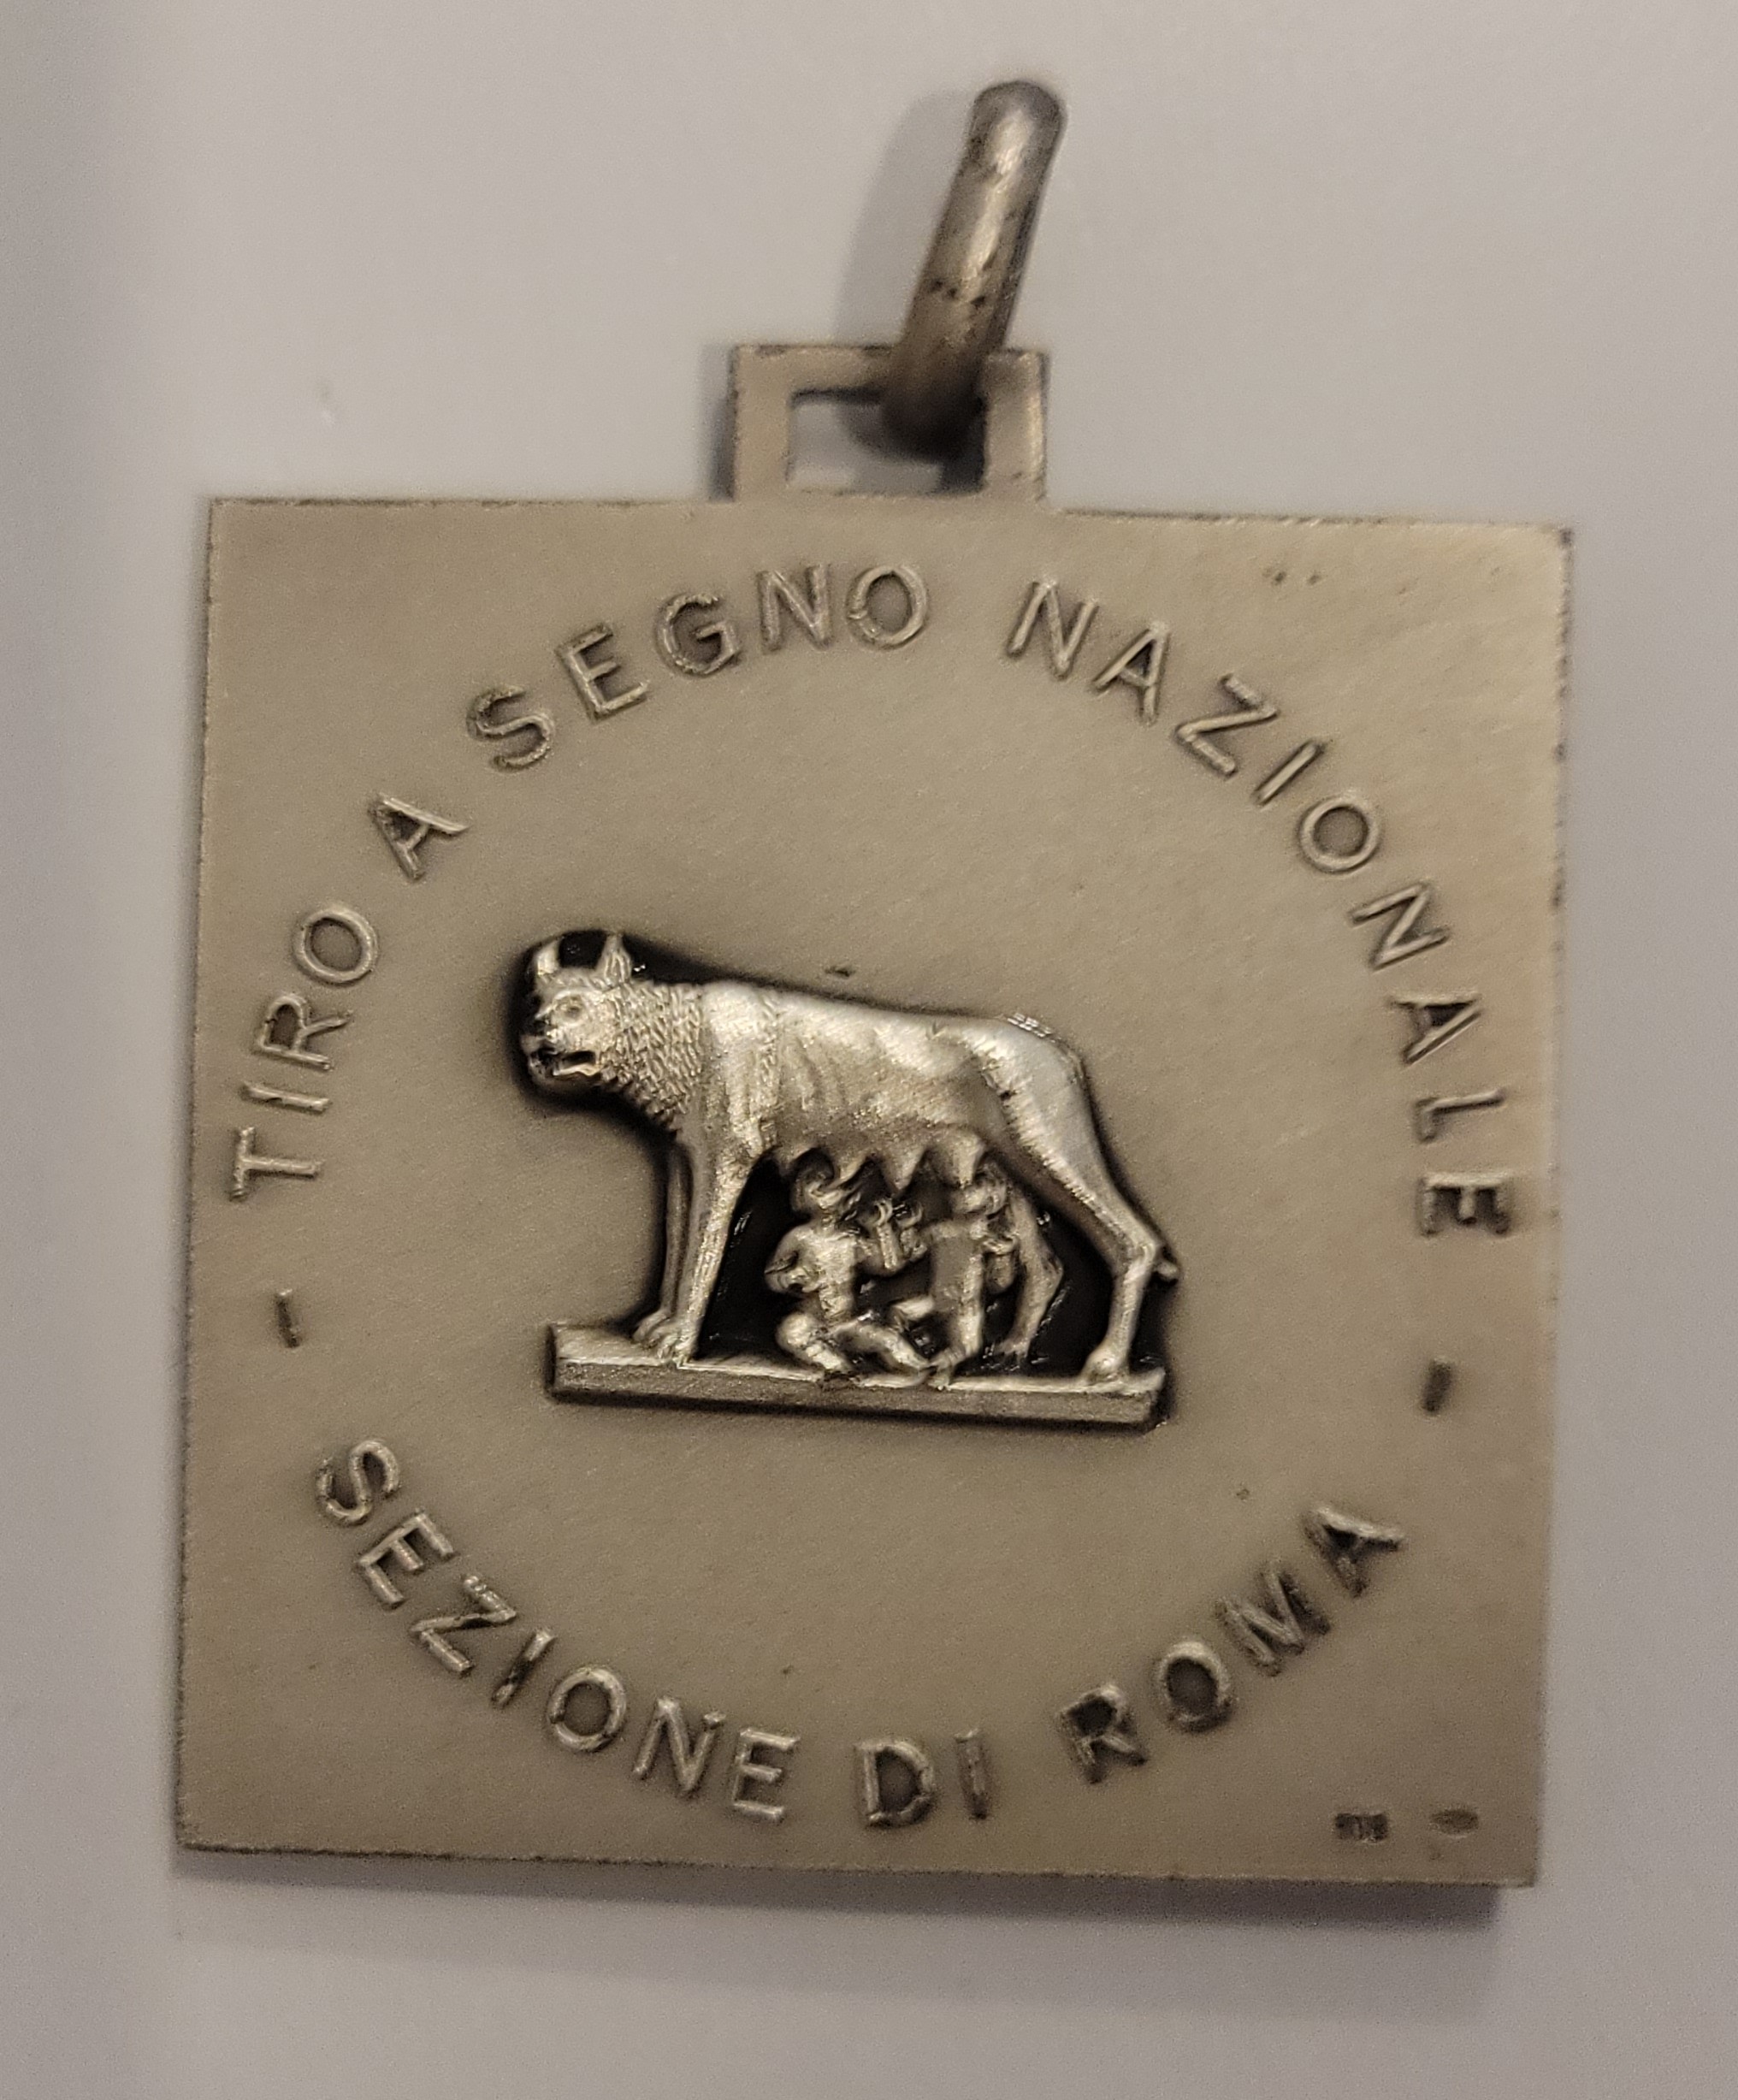 TIRO A SEGNO NAZIONALE
- SEZIONE DI ROMA -